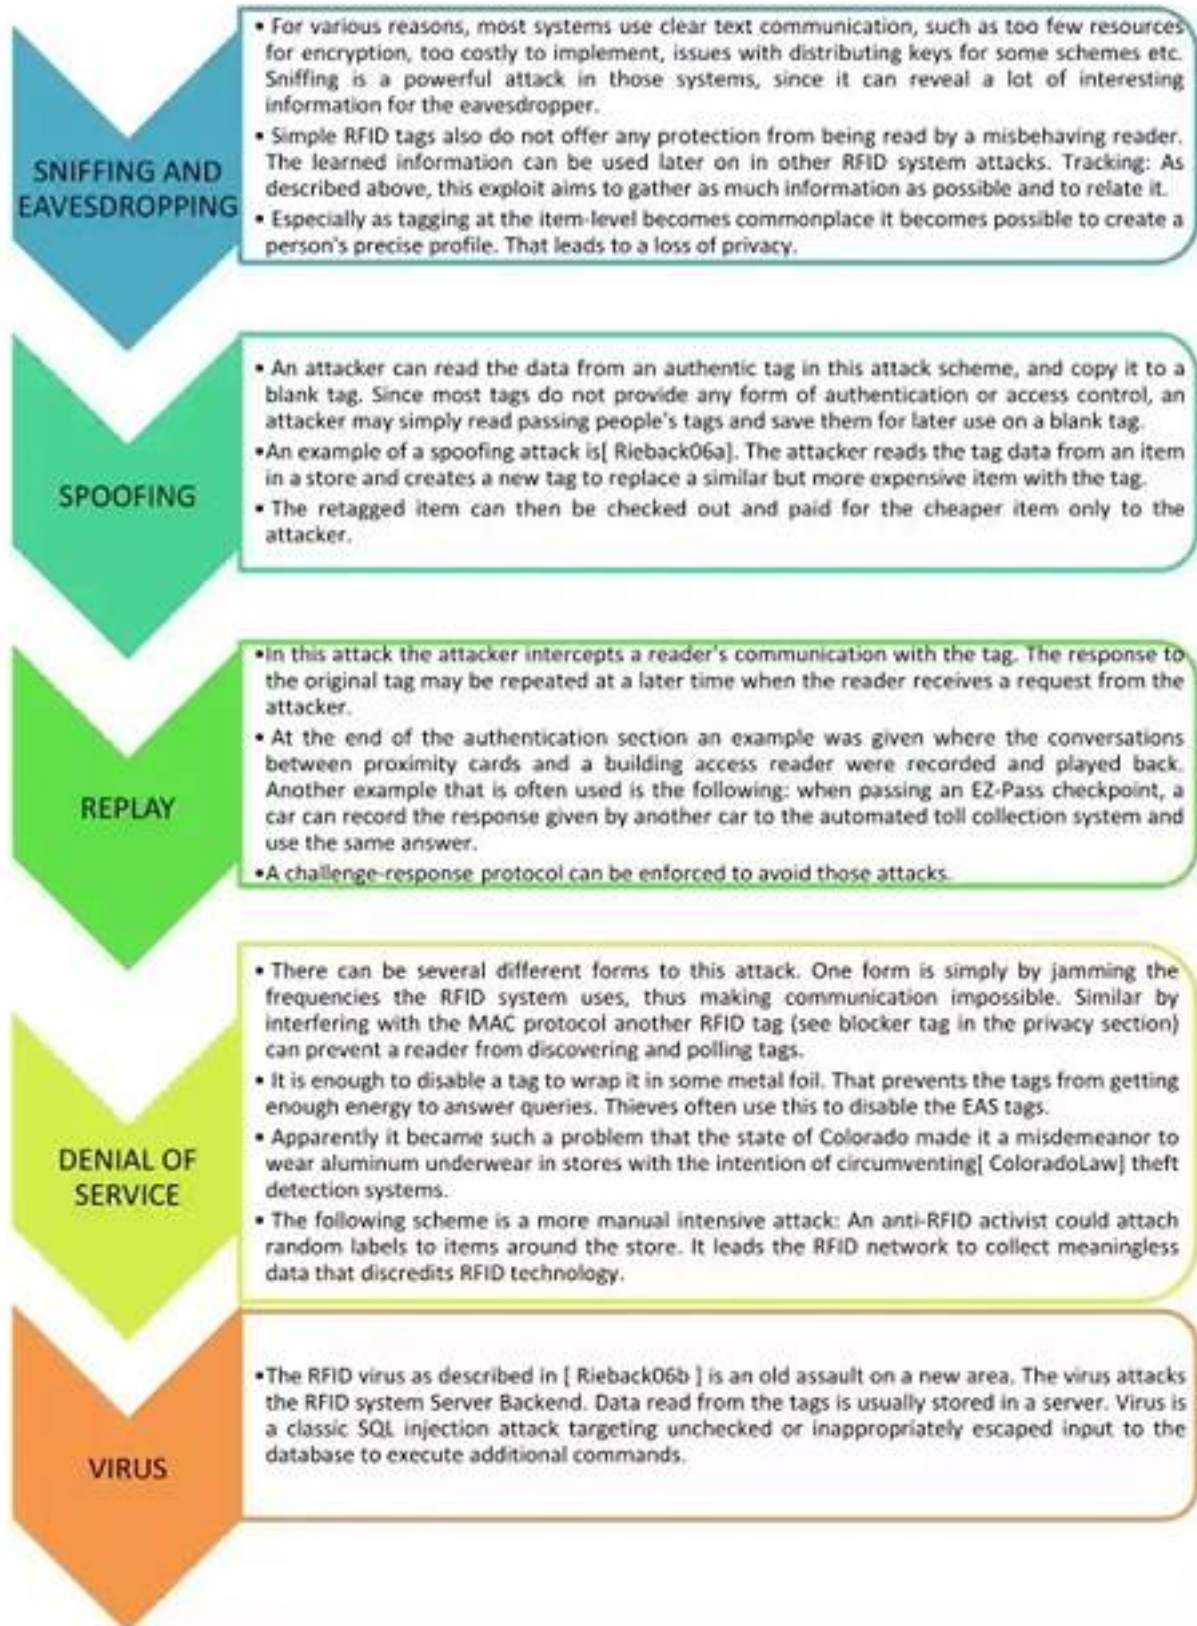 • For various reasons, most systems use clear text communication, such as too few resources
for encryption, too costly to implement, issues with distributing keys for some schemes etc.
Sniffing is a powerful attack in those systems, since it can reveal a lot of interesting
information for the eavesdropper.
• Simple RFID tags also do not offer any protection from being read by a misbehaving reader.
The learned information can be used later on in other RFID system attacks. Tracking: As
described above, this exploit aims to gather as much information as possible and to relate it.
• Especially as tagging at the item-level becomes commonplace it becomes possible to create a
person's precise profile. That leads to a loss of privacy.
SNIFFING AND
EAVESDROPPING
• An attacker can read the data from an authentic tag in this attack scheme, and copy it to a
blank tag. Since most tags do not provide any form of authentication or access control, an
attacker may simply read passing people's tags and save them for later use on a blank tag.
•An example of a spoofing attack is[ Rieback06a]. The attacker reads the tag data from an item
in a store and creates a new tag to replace a similar but more expensive item with the tag.
• The retagged item can then be checked out and paid for the cheaper item only to the
attacker.
SPOOFING
•In this attack the attacker intercepts a reader's communication with the tag. The response to
the original tag may be repeated at a later time when the reader receives a request from the
attacker.
• At the end of the authentication section an example was given where the conversations
between proximity cards and a building access reader were recorded and played back.
Another example that is often used is the following: when passing an EZ-Pass checkpoint, a
car can record the response given by another car to the automated toll collection system and
use the same answer.
•A challenge-response protocol can be enforced to avoid those attacks.
REPLAY
• There can be several different forms to this attack. One form is simply by jamming the
frequencies the RFID system uses, thus making communication impossible. Similar by
interfering with the MAC protocol another RFID tag (see blocker tag in the privacy section)
can prevent a reader from discovering and polling tags.
• It is enough to disable a tag to wrap it in some metal foil. That prevents the tags from getting
enough energy to answer queries. Thieves often use this to disable the EAS tags.
• Apparently it became such a problem that the state of Colorado made it a misdemeanor to
wear aluminum underwear in stores with the intention of circumventing[ ColoradoLaw] theft
detection systems.
• The following scheme is a more manual intensive attack: An anti-RFID activist could attach
random labels to items around the store. It leads the RFID network to collect meaningless
data that discredits RFID technology.
DENIAL OF
SERVICE
•The RFID virus as described in [ Rieback06b ] is an old assault on a new area. The virus attacks
the RFID system Server Backend. Data read from the tags is usually stored in a server. Virus is
a classic SQL injection attack targeting unchecked or inappropriately escaped input to the
database to execute additional commands.
VIRUS